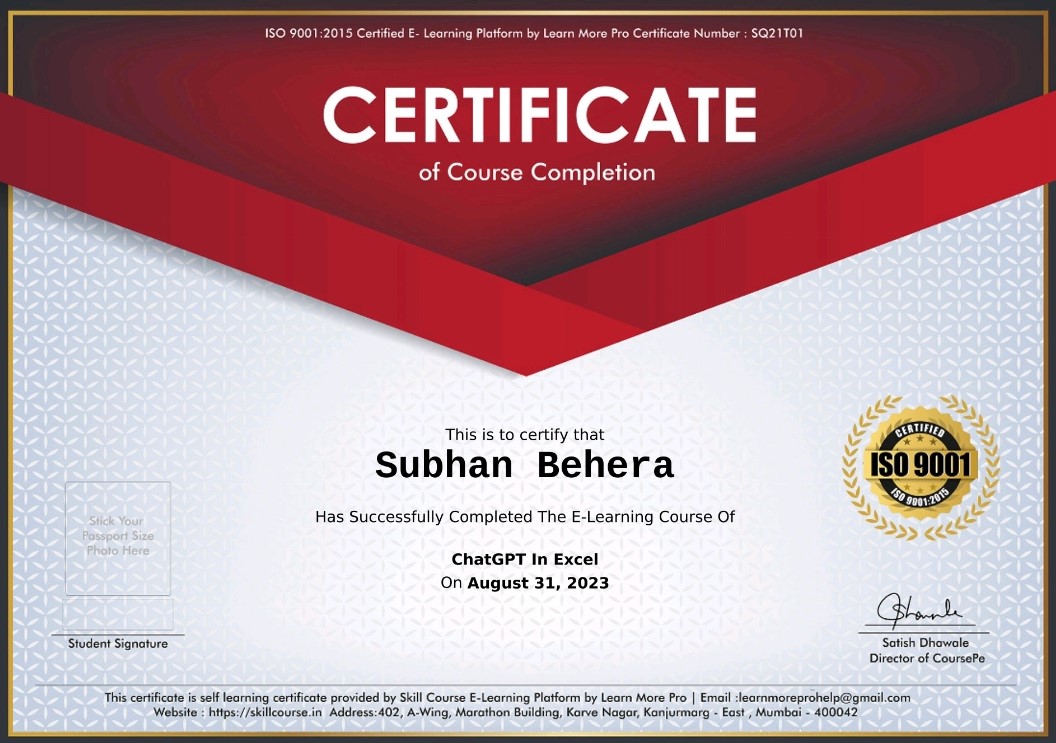 ISO 9001:2015 Certified E- Learning Platform by Learn More Pro Certificate Number : SQ21T01
CERTIFICATE
of Course Completion
This is to certify that
Subhan Behera
Has Successfully Completed The E-Learning Course Of
ChatGPT In Excel
On August 31, 2023
Stick Your
Passport Size
Photo Here
Student Signature
CERTIFIED
ISO 9001
ISO 9001:2015
Satish Dhawale
Director of CoursePe
This certificate is self learning certificate provided by Skill Course E-Learning Platform by Learn More Pro | Email :learnmoreprohelp@gmail.com
Website : https://skillcourse.in Address:402, A-Wing, Marathon Building, Karve Nagar, Kanjurmarg - East , Mumbai - 400042